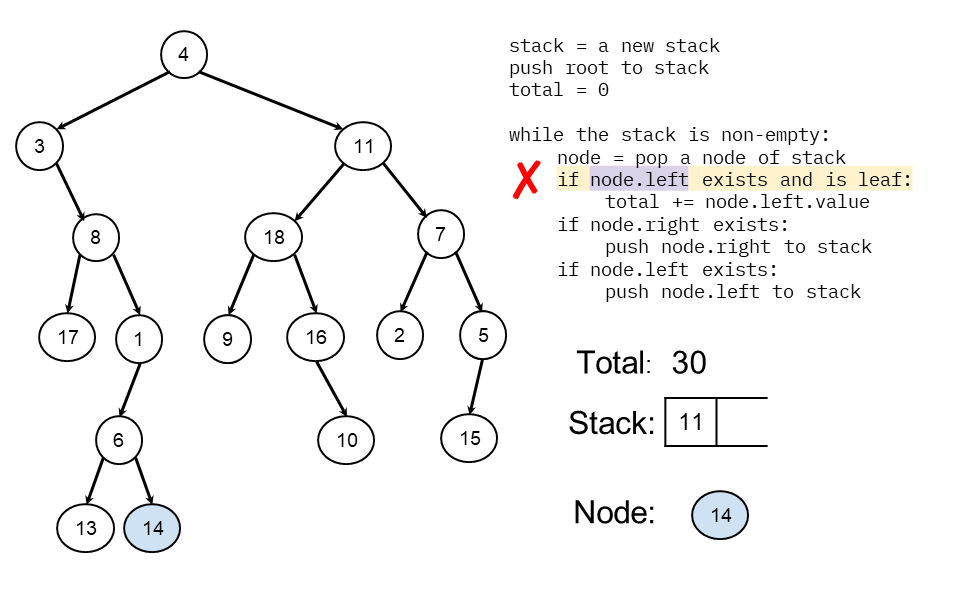 4
3
11
8
18
7
17
1
9
16
2
5
6
10
15
13
14
stack = a new stack
push root to stack
total = 0
while the stack is non-empty:
node = pop a node of stack
if node.left exists and is leaf:
total += node.left.value
if node.right exists:
push node.right to stack
if node.left exists:
push node.left to stack
Total: 30
Stack: 11
Node: 14